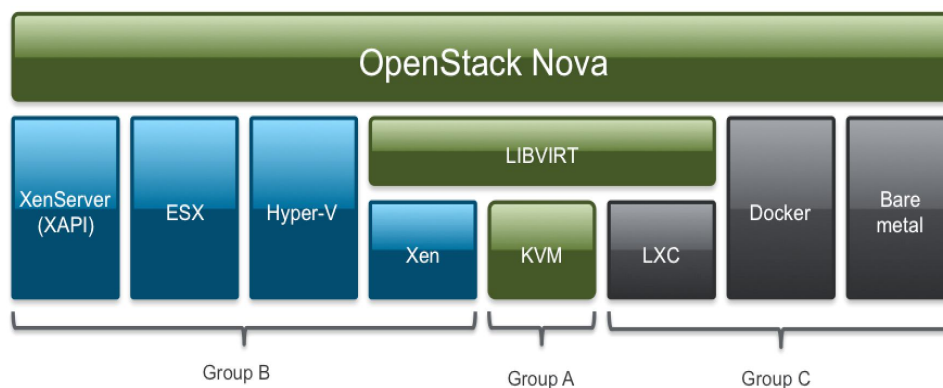 OpenStack Nova
XenServer
(XAPI)
ESX
Hyper-V
LIBVIRT
Xen
KVM
LXC
Docker
Bare
metal
Group B
Group A
Group C